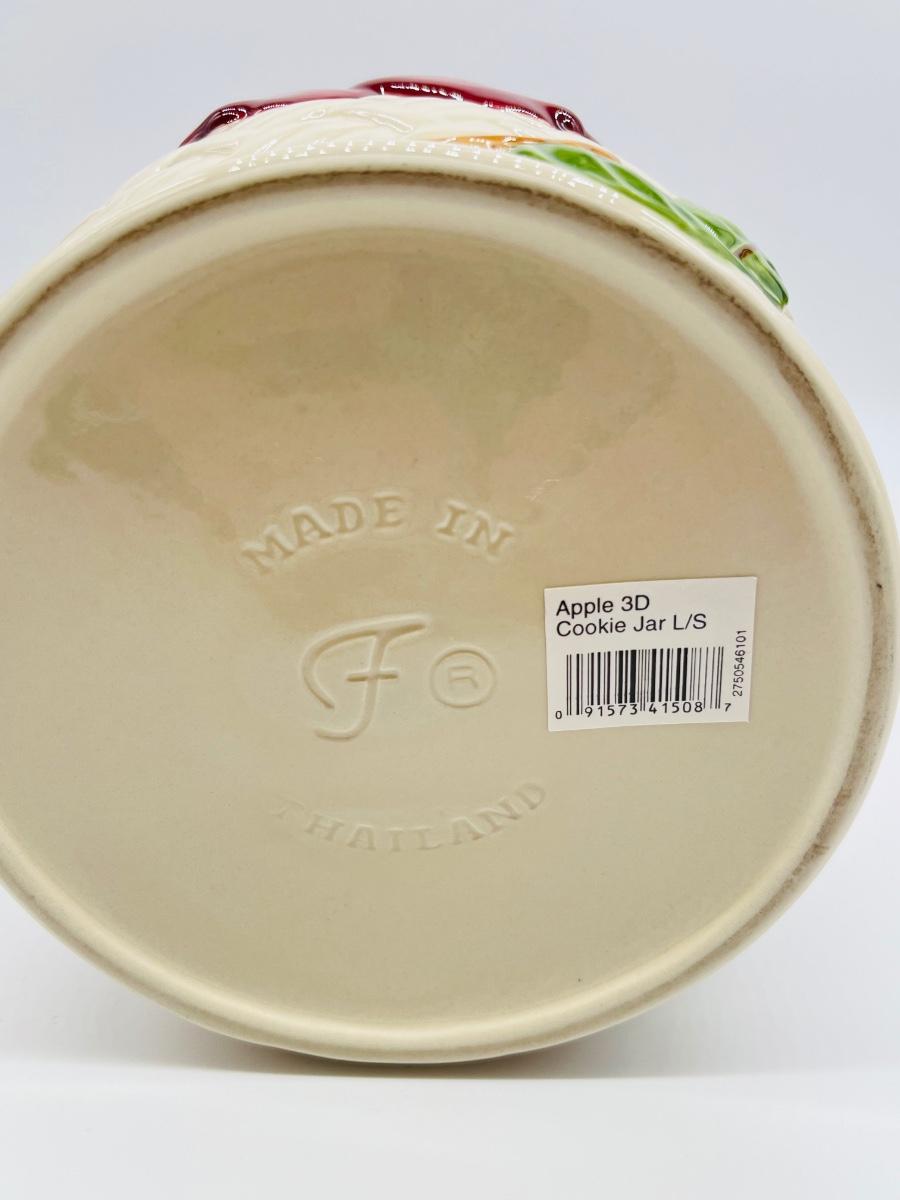 MADE IN
F ®
THAILAND
Apple 3D
Cookie Jar L/S
2750546101
0 91573 41508 7